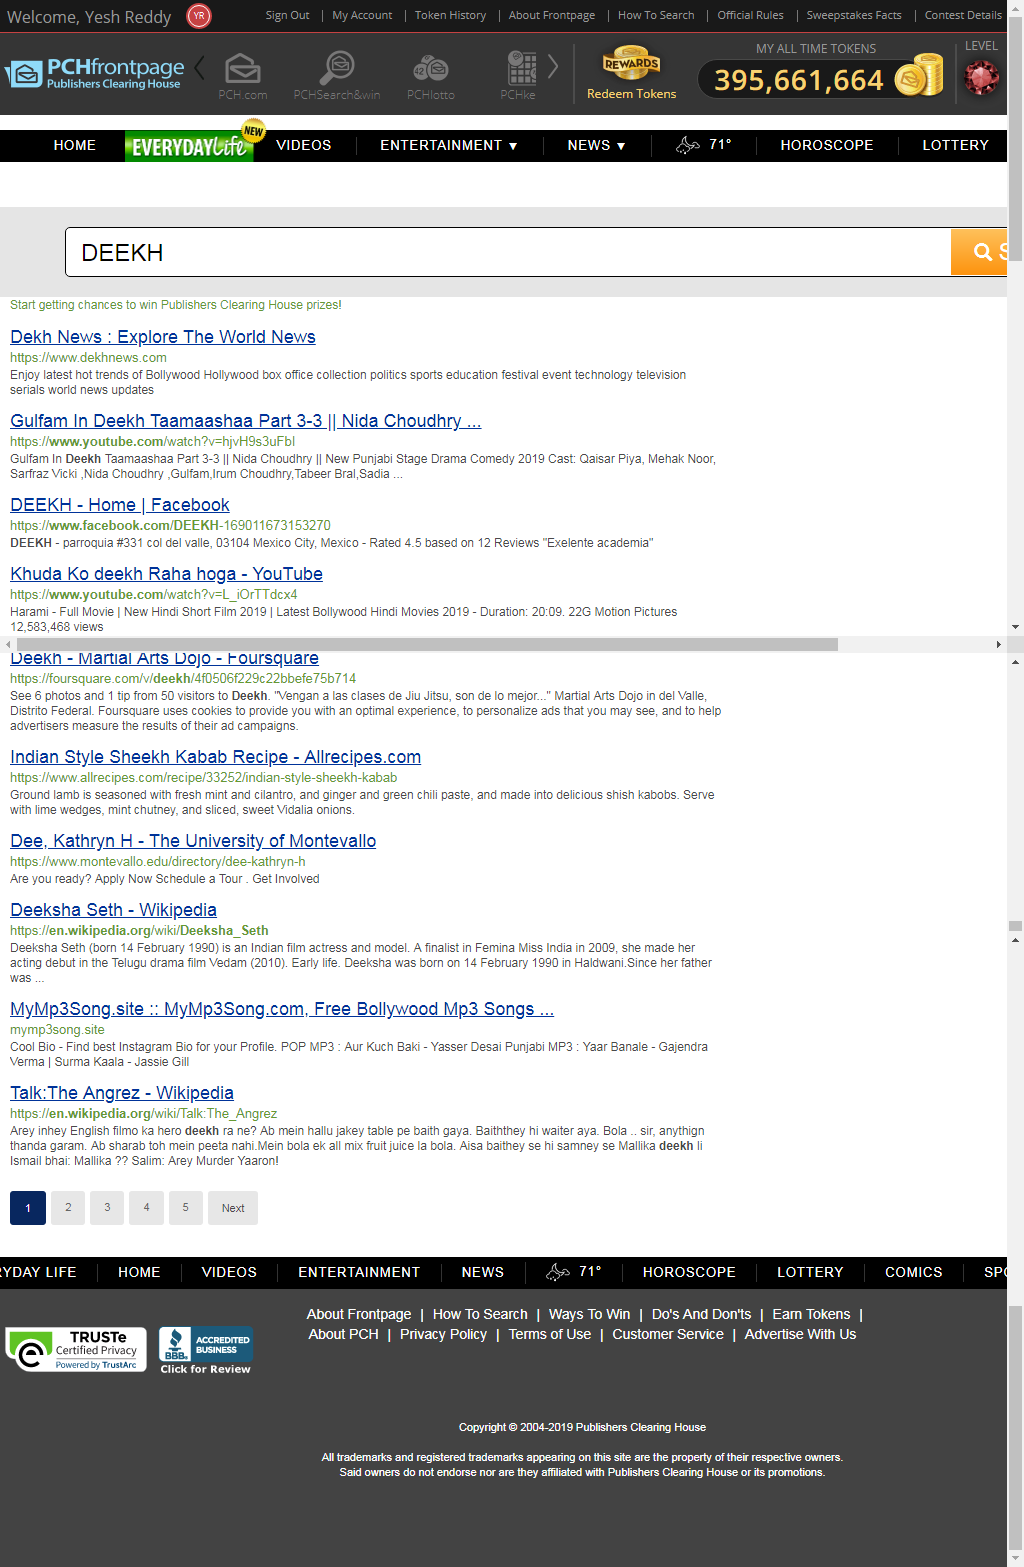 Welcome, Yesh Reddy YR Sign Out | My Account | Token History | About Frontpage | How To Search | Official Rules | Sweepstakes Facts | Contest Details
PCHfrontpage
Publishers Clearing House
PCH.com PCHSearch&win PCHlotto PCHke
REWARDS
Redeem Tokens
MY ALL TIME TOKENS
395,661,664
LEVEL
HOME EVERYDAY Life NEW VIDEOS ENTERTAINMENT ▼ NEWS ▼ 71° HOROSCOPE LOTTERY
DEEKH S
Start getting chances to win Publishers Clearing House prizes!
Dekh News : Explore The World News
https://www.dekhnews.com
Enjoy latest hot trends of Bollywood Hollywood box office collection politics sports education festival event technology television
serials world news updates
Gulfam In Deekh Taamaashaa Part 3-3 || Nida Choudhry ...
https://www.youtube.com/watch?v=hjvH9s3uFbI
Gulfam In Deekh Taamaashaa Part 3-3 || Nida Choudhry || New Punjabi Stage Drama Comedy 2019 Cast: Qaisar Piya, Mehak Noor,
Sarfraz Vicki ,Nida Choudhry ,Gulfam,Irum Choudhry,Tabeer Bral,Sadia ...
DEEKH - Home | Facebook
https://www.facebook.com/DEEKH-169011673153270
DEEKH - parroquia #331 col del valle, 03104 Mexico City, Mexico - Rated 4.5 based on 12 Reviews "Exelente academia"
Khuda Ko deekh Raha hoga - YouTube
https://www.youtube.com/watch?v=L_iOrTTdcx4
Harami - Full Movie | New Hindi Short Film 2019 | Latest Bollywood Hindi Movies 2019 - Duration: 20:09. 22G Motion Pictures
12,583,468 views
Deekh - Martial Arts Dojo - Foursquare
https://foursquare.com/v/deekh/4f0506f229c22bbefe75b714
See 6 photos and 1 tip from 50 visitors to Deekh. "Vengan a las clases de Jiu Jitsu, son de lo mejor..." Martial Arts Dojo in del Valle,
Distrito Federal. Foursquare uses cookies to provide you with an optimal experience, to personalize ads that you may see, and to help
advertisers measure the results of their ad campaigns.
Indian Style Sheekh Kabab Recipe - Allrecipes.com
https://www.allrecipes.com/recipe/33252/indian-style-sheekh-kabab
Ground lamb is seasoned with fresh mint and cilantro, and ginger and green chili paste, and made into delicious shish kabobs. Serve
with lime wedges, mint chutney, and sliced, sweet Vidalia onions.
Dee, Kathryn H - The University of Montevallo
https://www.montevallo.edu/directory/dee-kathryn-h
Are you ready? Apply Now Schedule a Tour . Get Involved
Deeksha Seth - Wikipedia
https://en.wikipedia.org/wiki/Deeksha_Seth
Deeksha Seth (born 14 February 1990) is an Indian film actress and model. A finalist in Femina Miss India in 2009, she made her
acting debut in the Telugu drama film Vedam (2010). Early life. Deeksha was born on 14 February 1990 in Haldwani.Since her father
was ...
MyMp3Song.site :: MyMp3Song.com, Free Bollywood Mp3 Songs ...
mymp3song.site
Cool Bio - Find best Instagram Bio for your Profile. POP MP3 : Aur Kuch Baki - Yasser Desai Punjabi MP3 : Yaar Banale - Gajendra
Verma | Surma Kaala - Jassie Gill
Talk:The Angrez - Wikipedia
https://en.wikipedia.org/wiki/Talk:The_Angrez
Arey inhey English filmo ka hero deekh ra ne? Ab mein hallu jakey table pe baith gaya. Baiththey hi waiter aya. Bola .. sir, anythign
thanda garam. Ab sharab toh mein peeta nahi.Mein bola ek all mix fruit juice la bola. Aisa baithey se hi samney se Mallika deekh li
Ismail bhai: Mallika ?? Salim: Arey Murder Yaaron!
1 2 3 4 5 Next
RYDAY LIFE HOME VIDEOS ENTERTAINMENT NEWS 71° HOROSCOPE LOTTERY COMICS SPO
About Frontpage | How To Search | Ways To Win | Do's And Don'ts | Earn Tokens |
About PCH | Privacy Policy | Terms of Use | Customer Service | Advertise With Us
TRUSTe
Certified Privacy
Powered by TrustArc
BBB.
ACCREDITED
BUSINESS
Click for Review
Copyright © 2004-2019 Publishers Clearing House
All trademarks and registered trademarks appearing on this site are the property of their respective owners.
Said owners do not endorse nor are they affiliated with Publishers Clearing House or its promotions.